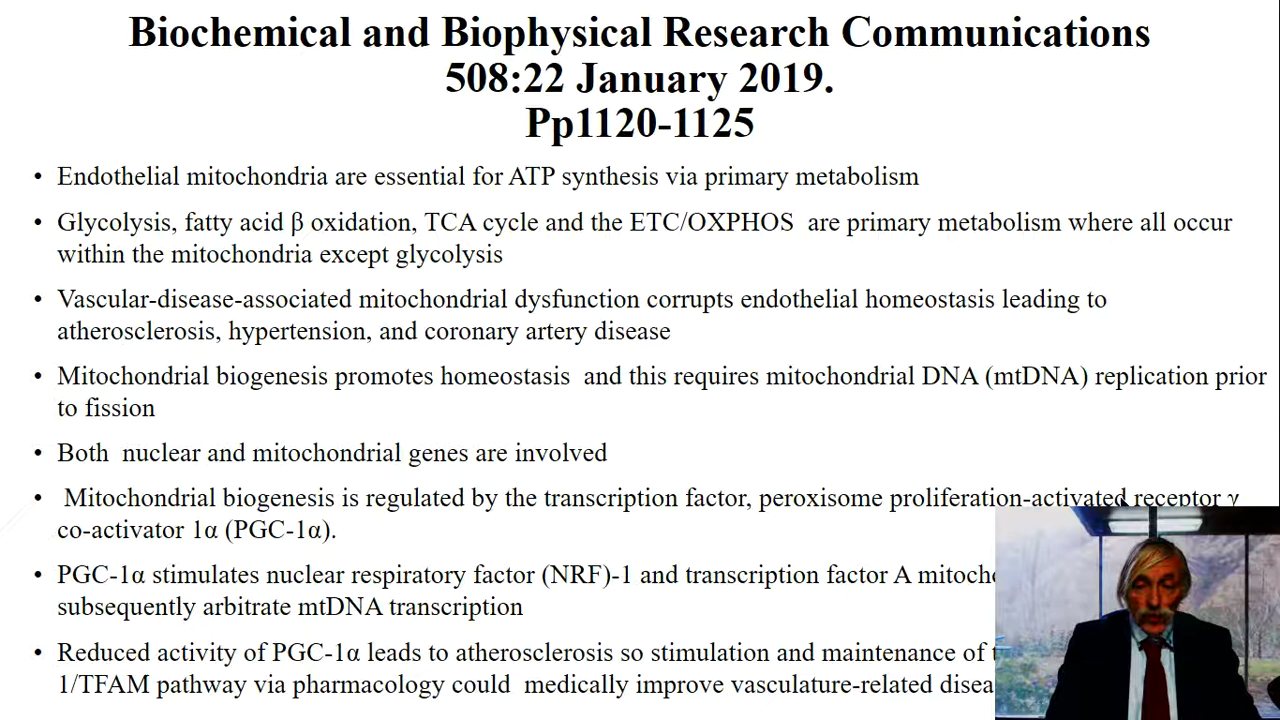 Biochemical and Biophysical Research Communications
508:22 January 2019.
Pp1120-1125
• Endothelial mitochondria are essential for ATP synthesis via primary metabolism
• Glycolysis, fatty acid β oxidation, TCA cycle and the ETC/OXPHOS are primary metabolism where all occur
within the mitochondria except glycolysis
• Vascular-disease-associated mitochondrial dysfunction corrupts endothelial homeostasis leading to
atherosclerosis, hypertension, and coronary artery disease
• Mitochondrial biogenesis promotes homeostasis and this requires mitochondrial DNA (mtDNA) replication prior
to fission
• Both nuclear and mitochondrial genes are involved
• Mitochondrial biogenesis is regulated by the transcription factor, peroxisome proliferation-activated receptor γ
co-activator 1α (PGC-1α).
• PGC-1α stimulates nuclear respiratory factor (NRF)-1 and transcription factor A
subsequently arbitrate mtDNA transcription
• Reduced activity of PGC-1α leads to atherosclerosis so stimulation and maintenance of
1/TFAM pathway via pharmacology could medically improve vasculature-related